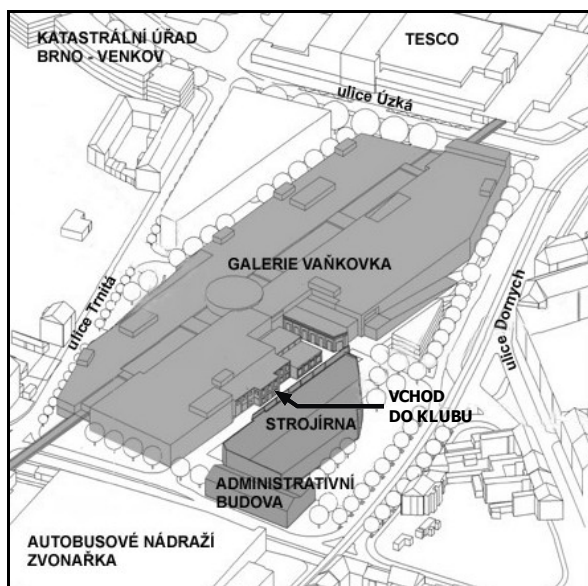 KATASTRÁLNÍ ÚŘAD
BRNO - VENKOV
TESCO
ulice Úzká
GALERIE VAŇKOVKA
ulice Trnitá
ulice Dornych
VCHOD
DO KLUBU
STROJÍRNA
ADMINISTRATIVNÍ
BUDOVA
AUTOBUSOVÉ NÁDRAŽÍ
ZVONAŘKA